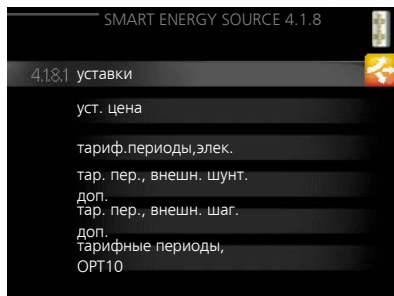 SMART ENERGY SOURCE 4.1.8
4.1.8.1 уставки
уст. цена
тариф.периоды,элек.
тар. пер., внешн. шунт.
доп.
тар. пер., внешн. шаг.
доп.
тарифные периоды,
OPT10